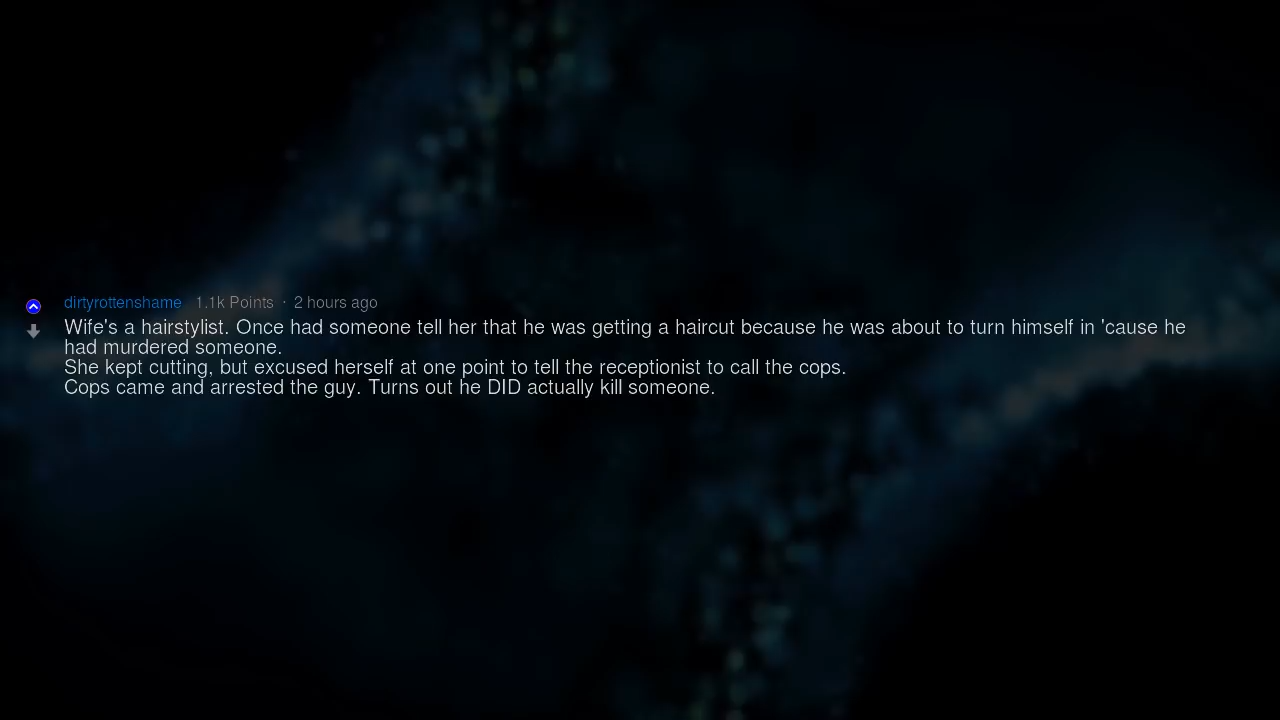 dirtyrottenshame 1.1k Points · 2 hours ago
Wife's a hairstylist. Once had someone tell her that he was getting a haircut because he was about to turn himself in 'cause he
had murdered someone.
She kept cutting, but excused herself at one point to tell the receptionist to call the cops.
Cops came and arrested the guy. Turns out he DID actually kill someone.